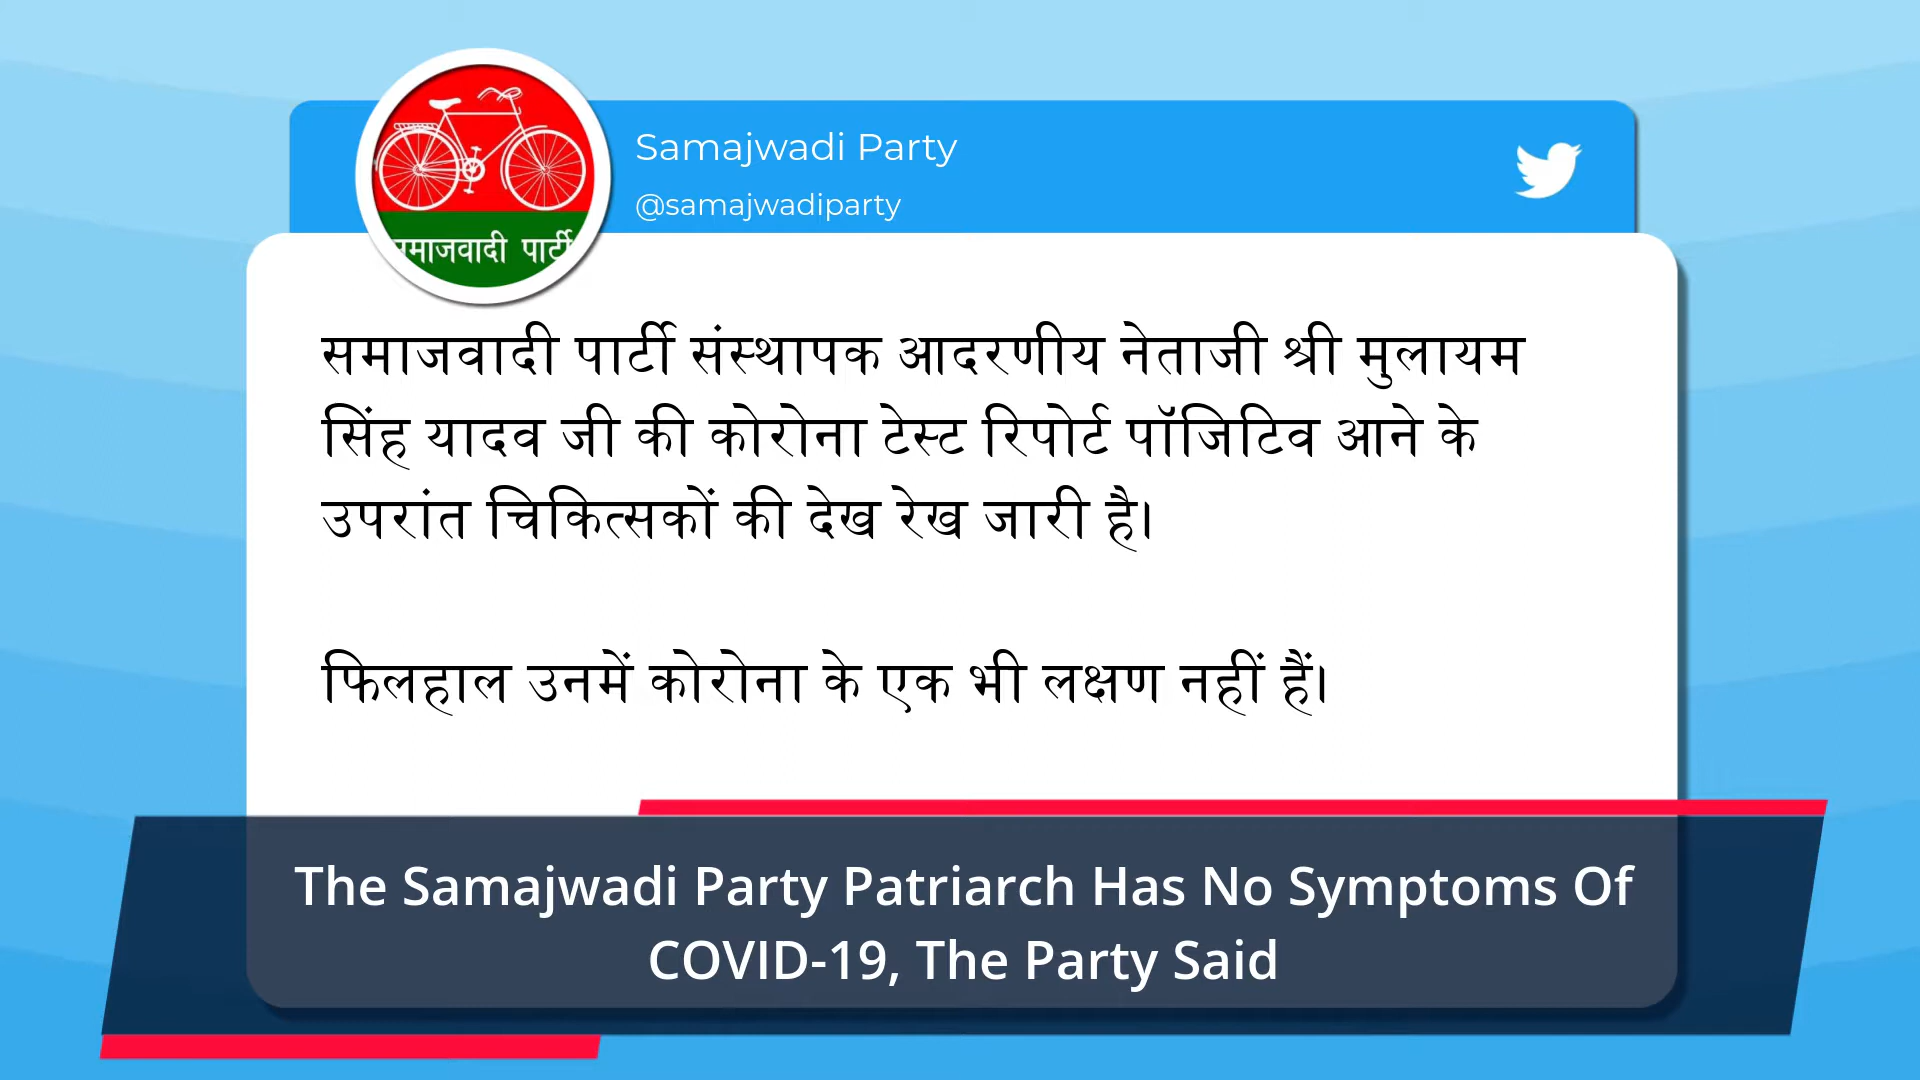 Samajwadi Party
@samajwadiparty
समाजवादी पार्टी
समाजवादी पार्टी संस्थापक आदरणीय नेताजी श्री मुलायम
सिंह यादव जी की कोरोना टेस्ट रिपोर्ट पॉजिटिव आने के
उपरांत चिकित्सकों की देख रेख जारी है।
फिलहाल उनमें कोरोना के एक भी लक्षण नहीं हैं।
The Samajwadi Party Patriarch Has No Symptoms Of
COVID-19, The Party Said